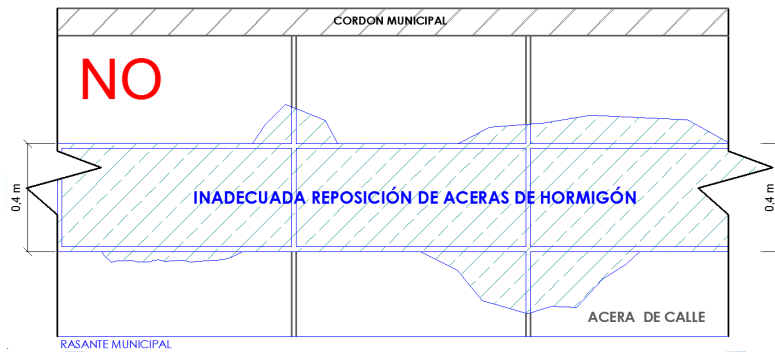 CORDON MUNICIPAL
NO
0,4 m
INADECUADA REPOSICIÓN DE ACERAS DE HORMIGÓN
0,4 m
ACERA DE CALLE
RASANTE MUNICIPAL